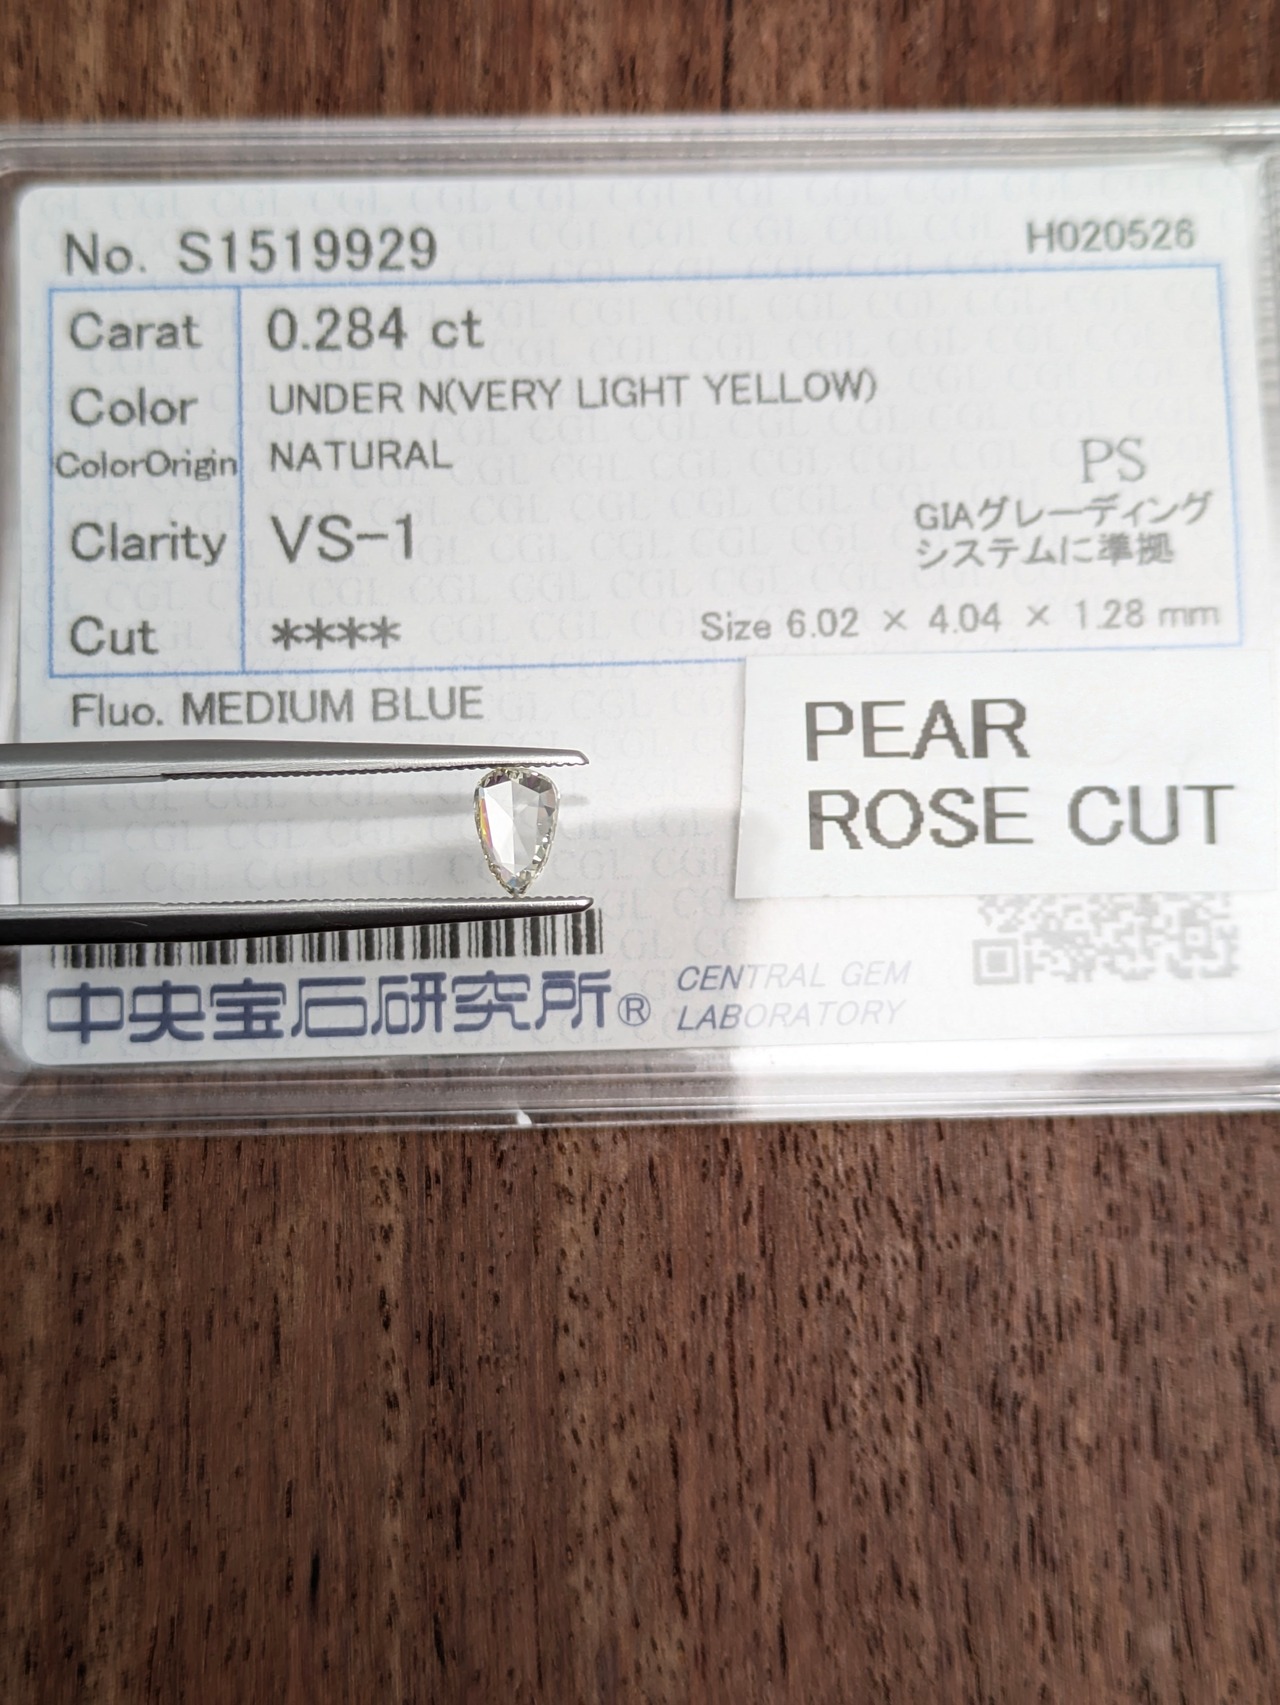 No. S1519929
H020526
Carat 0.284 ct
Color UNDER N(VERY LIGHT YELLOW)
ColorOrigin NATURAL
PS
Clarity VS-1
GIAグレーディング
システムに準拠
Cut ****
Size 6.02 × 4.04 × 1.28 mm
Fluo. MEDIUM BLUE
PEAR
ROSE CUT
中央宝石研究所®
CENTRAL GEM
LABORATORY